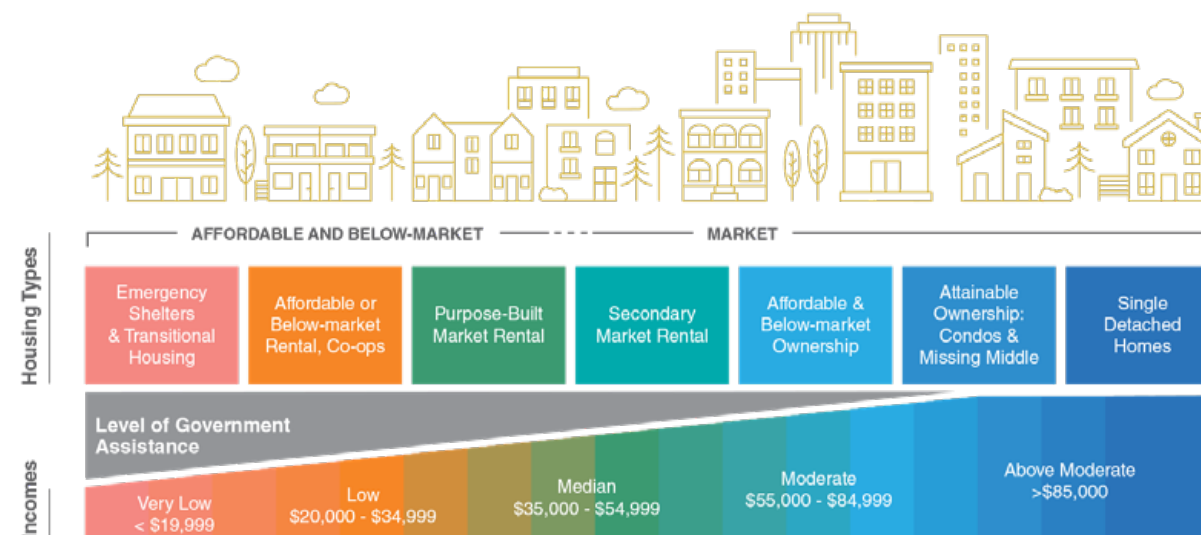 AFFORDABLE AND BELOW-MARKET
MARKET
Housing Types
Emergency
Shelters
& Transitional
Housing
Affordable or
Below-market
Rental, Co-ops
Purpose-Built
Market Rental
Secondary
Market Rental
Affordable &
Below-market
Ownership
Attainable
Ownership:
Condos &
Missing Middle
Single
Detached
Homes
Level of Government
Assistance
ncomes
Very Low
< $19,999
Low
$20,000 - $34,999
Median
$35,000 - $54,999
Moderate
$55,000 - $84,999
Above Moderate
>$85,000